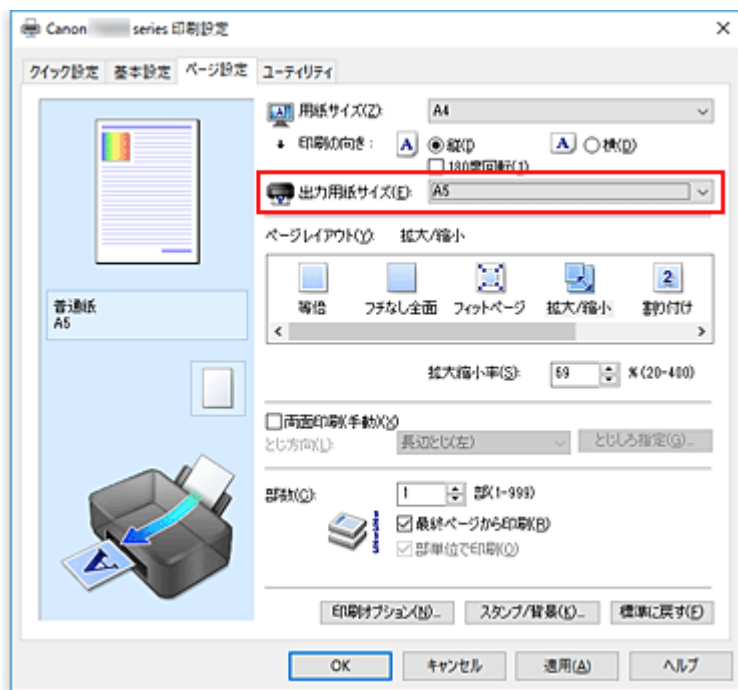 Canon series 印刷設定
クイック設定 基本設定 ページ設定 ユーティリティ
用紙サイズ(Z): A4
印刷の向き: A 縦(I) A 横(D)
180度回転(1)
出力用紙サイズ(E): A5
ページレイアウト(Y): 拡大/縮小
等倍 フチなし全面 フィットページ 拡大/縮小 割り付け
普通紙
A5
拡大縮小率(S): 69 % (20-400)
両面印刷(手動)(X)
とじ方向(L): 長辺とじ(左) とじしろ指定(G)...
部数(C): 1 部(1-999)
最終ページから印刷(R)
部単位で印刷(O)
印刷オプション(N)... スタンプ/背景(K)... 標準に戻す(F)
OK キャンセル 適用(A) ヘルプ